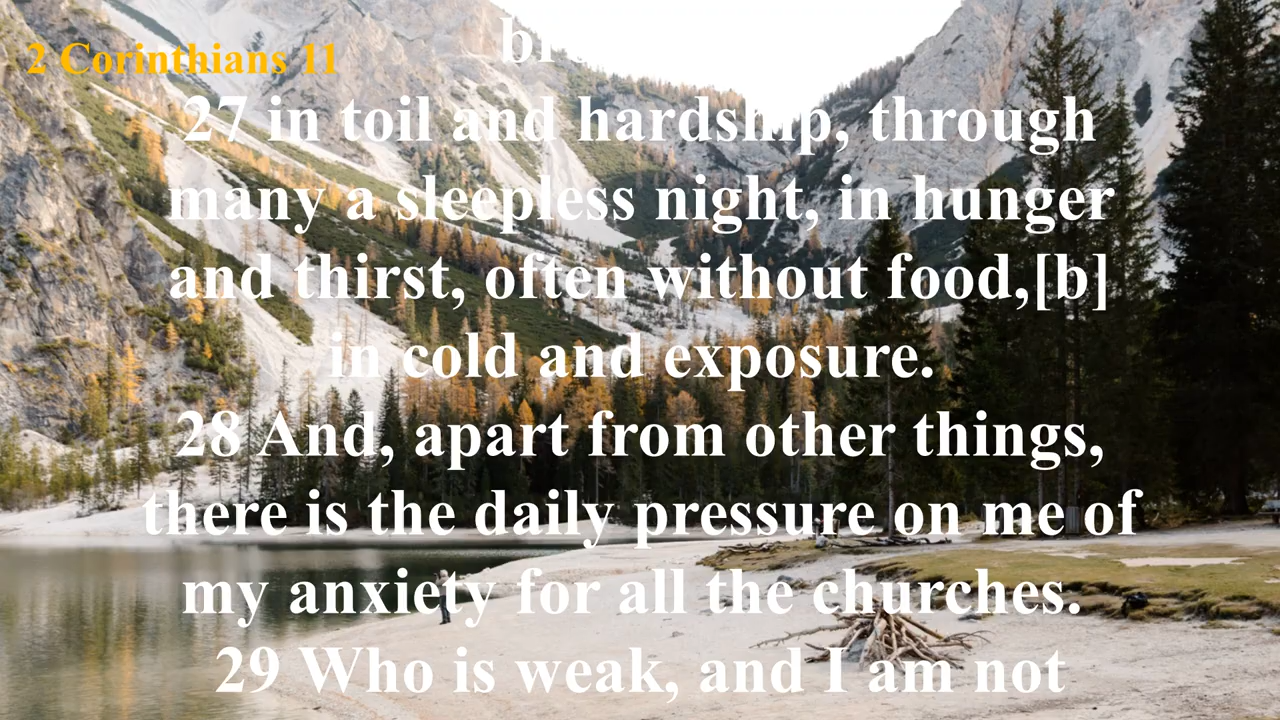 2 Corinthians 11
27 in toil and hardship, through
many a sleepless night, in hunger
and thirst, often without food,[b]
in cold and exposure.
28 And, apart from other things,
there is the daily pressure on me of
my anxiety for all the churches.
29 Who is weak, and I am not